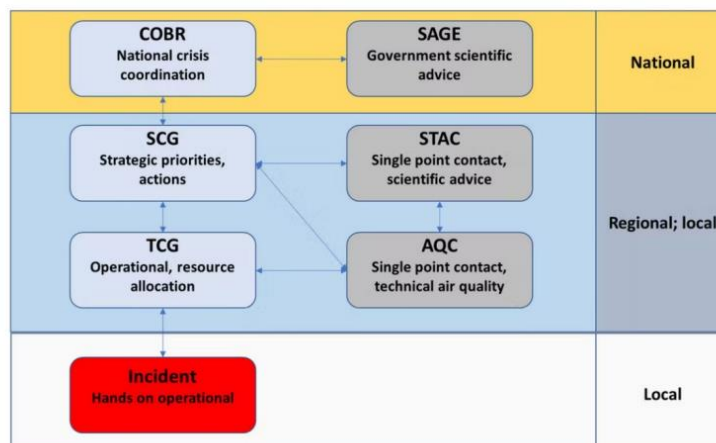 COBR
National crisis
coordination
SAGE
Government scientific
advice
National
SCG
Strategic priorities,
actions
STAC
Single point contact,
scientific advice
Regional; local
TCG
Operational, resource
allocation
AQC
Single point contact,
technical air quality
Incident
Hands on operational
Local